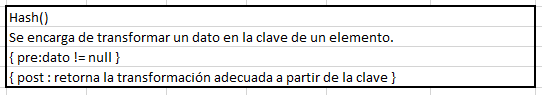 Hash()
Se encarga de transformar un dato en la clave de un elemento.
{ pre:dato != null }
{ post : retorna la transformación adecuada a partir de la clave }